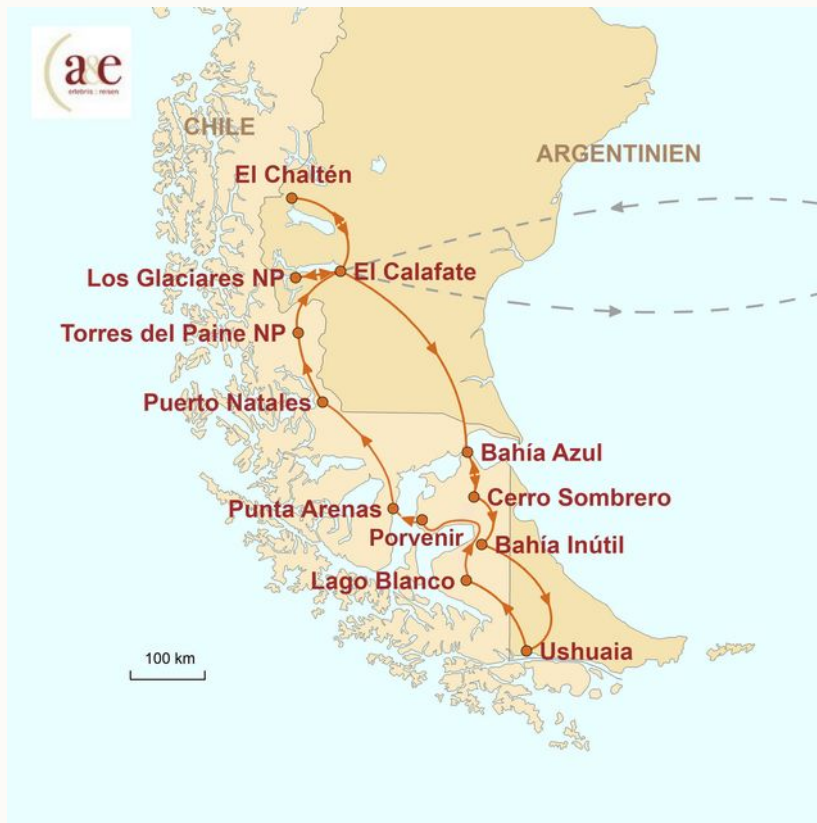 a&e
erlebnis:reisen
CHILE
ARGENTINIEN
El Chaltén
Los Glaciares NP
El Calafate
Torres del Paine NP
Puerto Natales
Bahía Azul
Cerro Sombrero
Punta Arenas
Porvenir
Bahía Inútil
Lago Blanco
Ushuaia
100 km